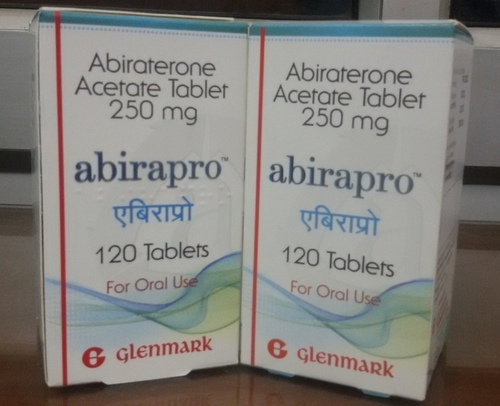 Abiraterone
Acetate Tablet
250 mg
abirapro™
एबिराप्रो
120 Tablets
For Oral Use
GLENMARK
Abiraterone
Acetate Tablet
250 mg
abirapro™
एबिराप्रो
120 Tablets
For Oral Use
GLENMARK